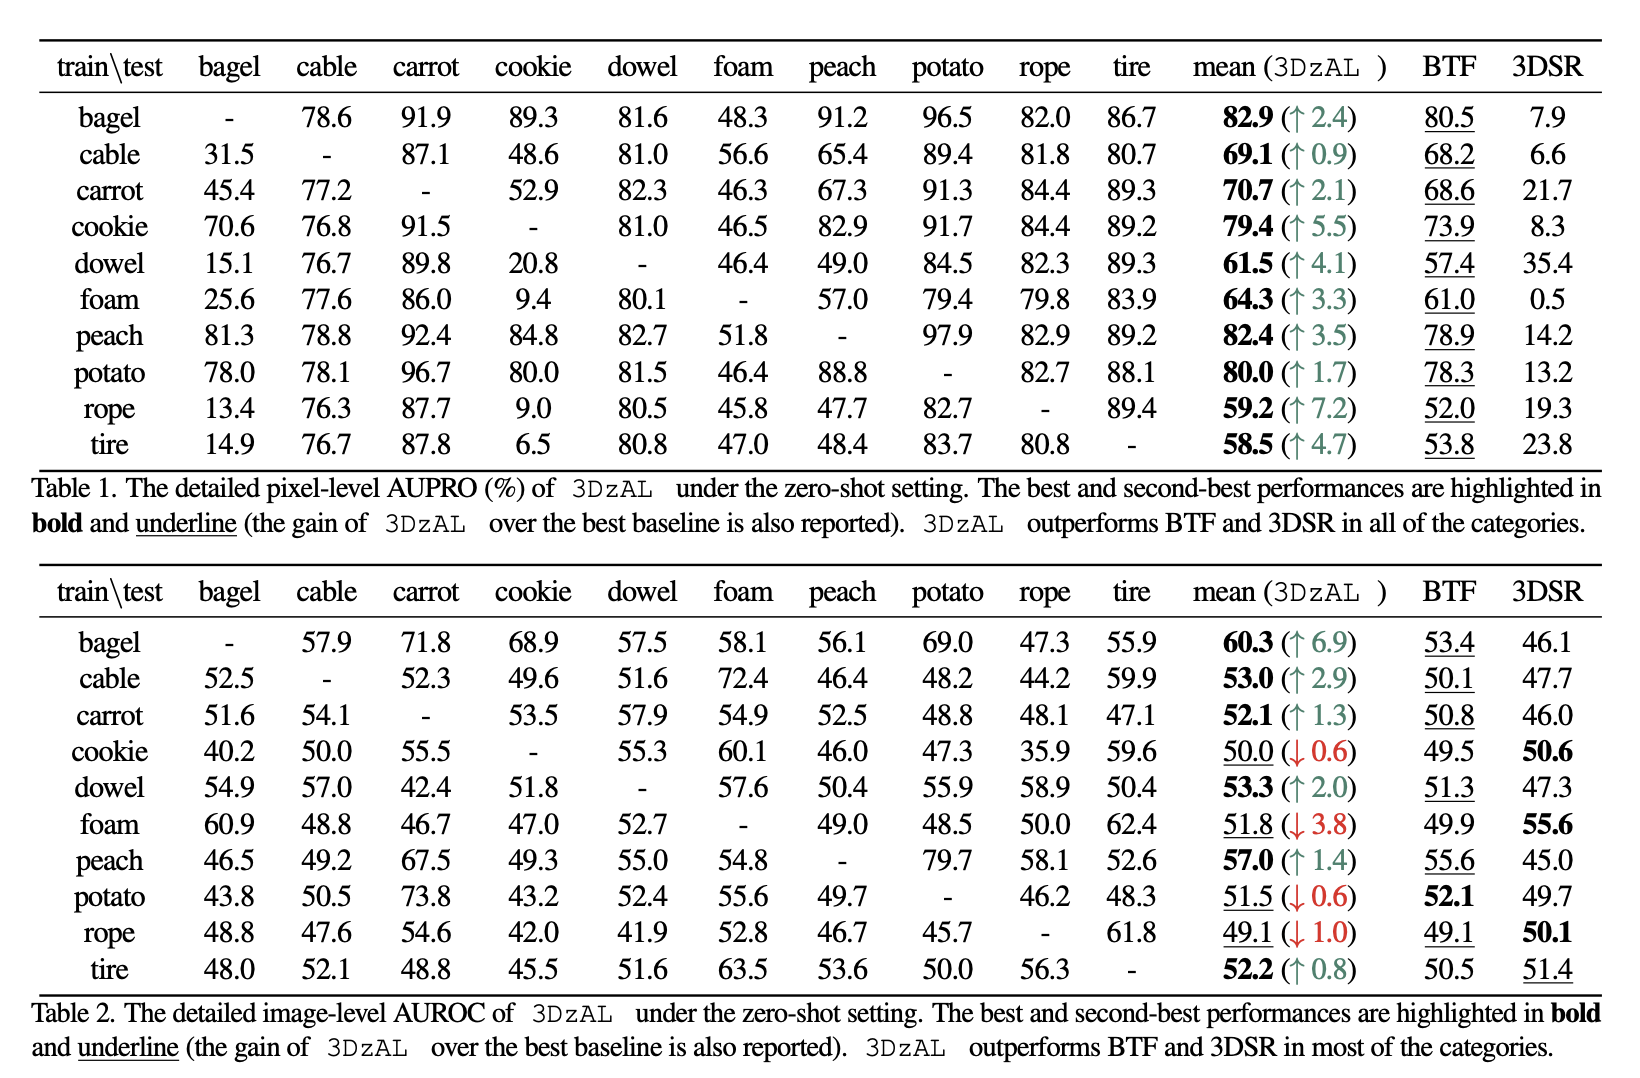 train\test bagel cable carrot cookie dowel foam peach potato rope tire mean (3DzAL ) BTF 3DSR
bagel - 78.6 91.9 89.3 81.6 48.3 91.2 96.5 82.0 86.7 82.9 (↑ 2.4) 80.5 7.9
cable 31.5 - 87.1 48.6 81.0 56.6 65.4 89.4 81.8 80.7 69.1 (↑ 0.9) 68.2 6.6
carrot 45.4 77.2 - 52.9 82.3 46.3 67.3 91.3 84.4 89.3 70.7 (↑ 2.1) 68.6 21.7
cookie 70.6 76.8 91.5 - 81.0 46.5 82.9 91.7 84.4 89.2 79.4 (↑ 5.5) 73.9 8.3
dowel 15.1 76.7 89.8 20.8 - 46.4 49.0 84.5 82.3 89.3 61.5 (↑ 4.1) 57.4 35.4
foam 25.6 77.6 86.0 9.4 80.1 - 57.0 79.4 79.8 83.9 64.3 (↑ 3.3) 61.0 0.5
peach 81.3 78.8 92.4 84.8 82.7 51.8 - 97.9 82.9 89.2 82.4 (↑ 3.5) 78.9 14.2
potato 78.0 78.1 96.7 80.0 81.5 46.4 88.8 - 82.7 88.1 80.0 (↑ 1.7) 78.3 13.2
rope 13.4 76.3 87.7 9.0 80.5 45.8 47.7 82.7 - 89.4 59.2 (↑ 7.2) 52.0 19.3
tire 14.9 76.7 87.8 6.5 80.8 47.0 48.4 83.7 80.8 - 58.5 (↑ 4.7) 53.8 23.8
Table 1. The detailed pixel-level AUPRO (%) of 3DzAL under the zero-shot setting. The best and second-best performances are highlighted in
bold and underline (the gain of 3DzAL over the best baseline is also reported). 3DzAL outperforms BTF and 3DSR in all of the categories.
train\test bagel cable carrot cookie dowel foam peach potato rope tire mean (3DzAL ) BTF 3DSR
bagel - 57.9 71.8 68.9 57.5 58.1 56.1 69.0 47.3 55.9 60.3 (↑ 6.9) 53.4 46.1
cable 52.5 - 52.3 49.6 51.6 72.4 46.4 48.2 44.2 59.9 53.0 (↑ 2.9) 50.1 47.7
carrot 51.6 54.1 - 53.5 57.9 54.9 52.5 48.8 48.1 47.1 52.1 (↑ 1.3) 50.8 46.0
cookie 40.2 50.0 55.5 - 55.3 60.1 46.0 47.3 35.9 59.6 50.0 (↓ 0.6) 49.5 50.6
dowel 54.9 57.0 42.4 51.8 - 57.6 50.4 55.9 58.9 50.4 53.3 (↑ 2.0) 51.3 47.3
foam 60.9 48.8 46.7 47.0 52.7 - 49.0 48.5 50.0 62.4 51.8 (↓ 3.8) 49.9 55.6
peach 46.5 49.2 67.5 49.3 55.0 54.8 - 79.7 58.1 52.6 57.0 (↑ 1.4) 55.6 45.0
potato 43.8 50.5 73.8 43.2 52.4 55.6 49.7 - 46.2 48.3 51.5 (↓ 0.6) 52.1 49.7
rope 48.8 47.6 54.6 42.0 41.9 52.8 46.7 45.7 - 61.8 49.1 (↓ 1.0) 49.1 50.1
tire 48.0 52.1 48.8 45.5 51.6 63.5 53.6 50.0 56.3 - 52.2 (↑ 0.8) 50.5 51.4
Table 2. The detailed image-level AUROC of 3DzAL under the zero-shot setting. The best and second-best performances are highlighted in bold
and underline (the gain of 3DzAL over the best baseline is also reported). 3DzAL outperforms BTF and 3DSR in most of the categories.